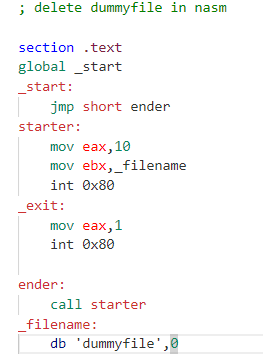 ; delete dummyfile in nasm

section .text
global _start
_start:
    jmp short ender
starter:
    mov eax,10
    mov ebx,_filename
    int 0x80
_exit:
    mov eax,1
    int 0x80

ender:
    call starter
_filename:
    db 'dummyfile',0